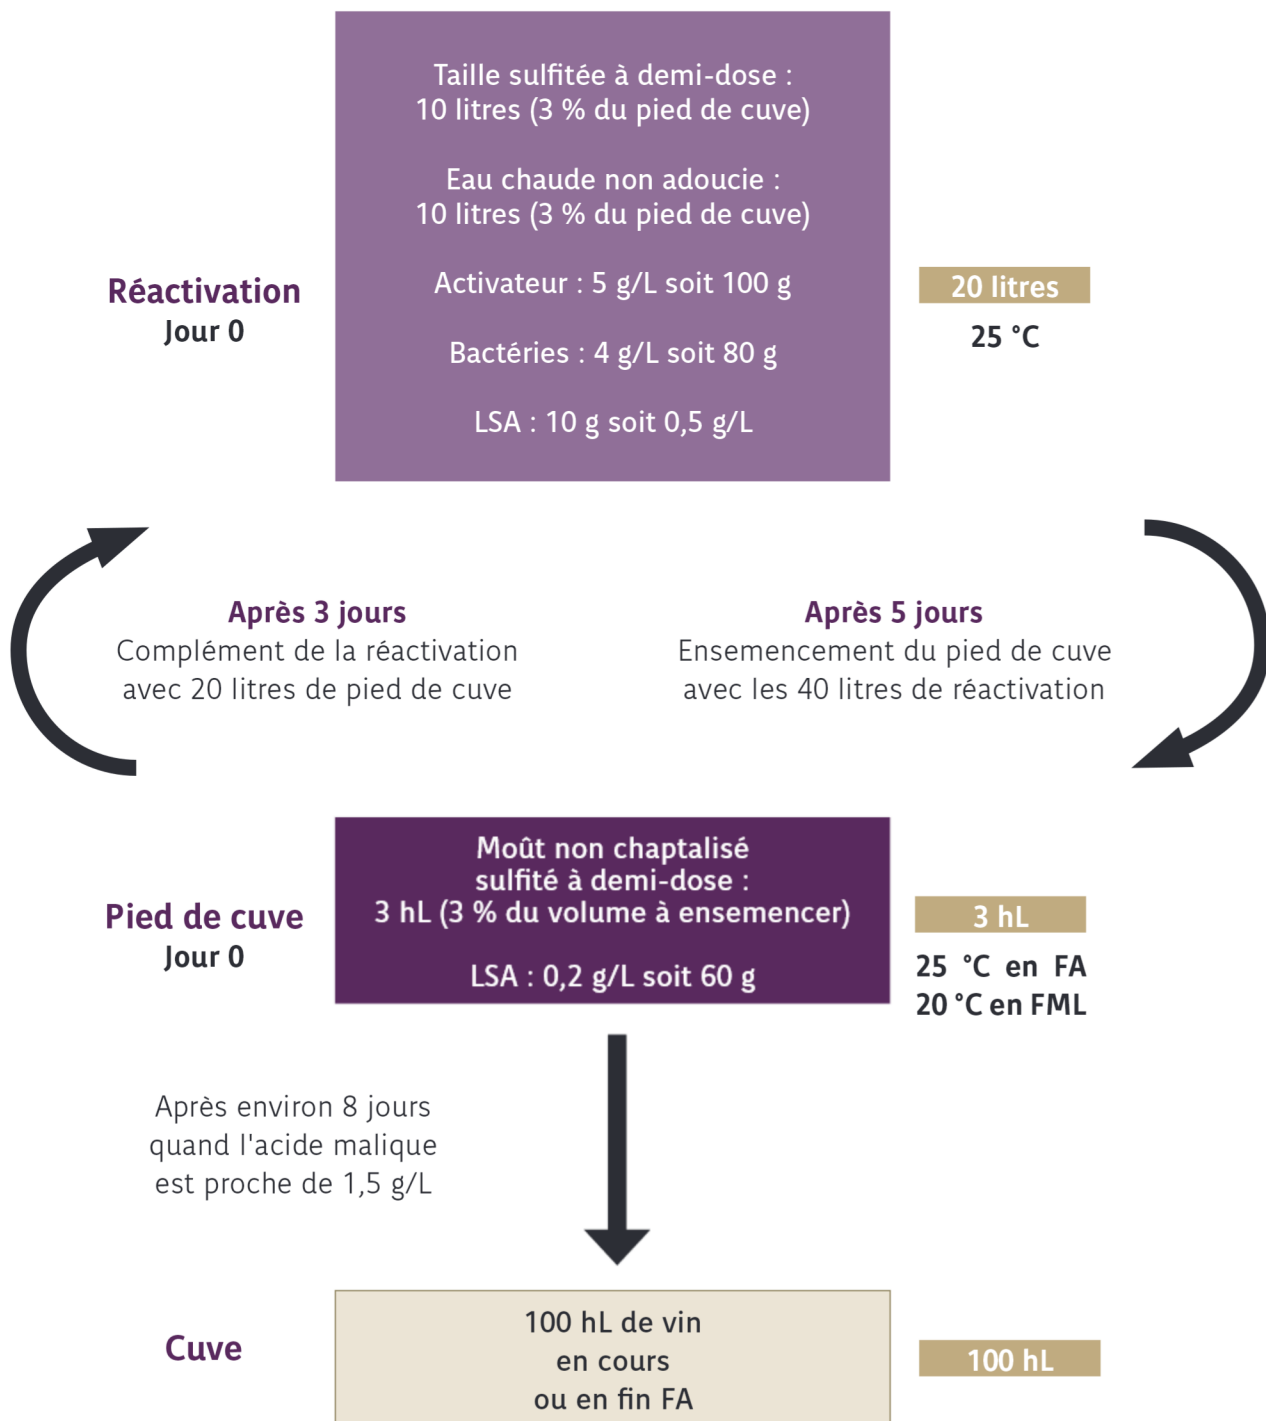 Taille sulfitée à demi-dose :
10 litres (3 % du pied de cuve)
Eau chaude non adoucie :
10 litres (3 % du pied de cuve)
Activateur : 5 g/L soit 100 g
Bactéries : 4 g/L soit 80 g
LSA : 10 g soit 0,5 g/L
Réactivation
Jour 0
20 litres
25 °C
Après 3 jours
Complément de la réactivation
avec 20 litres de pied de cuve
Après 5 jours
Ensemencement du pied de cuve
avec les 40 litres de réactivation
Pied de cuve
Jour 0
Moût non chaptalisé
sulfité à demi-dose :
3 hL (3 % du volume à ensemencer)
LSA : 0,2 g/L soit 60 g
3 hL
25 °C en FA
20 °C en FML
Après environ 8 jours
quand l'acide malique
est proche de 1,5 g/L
Cuve
100 hL de vin
en cours
ou en fin FA
100 hL